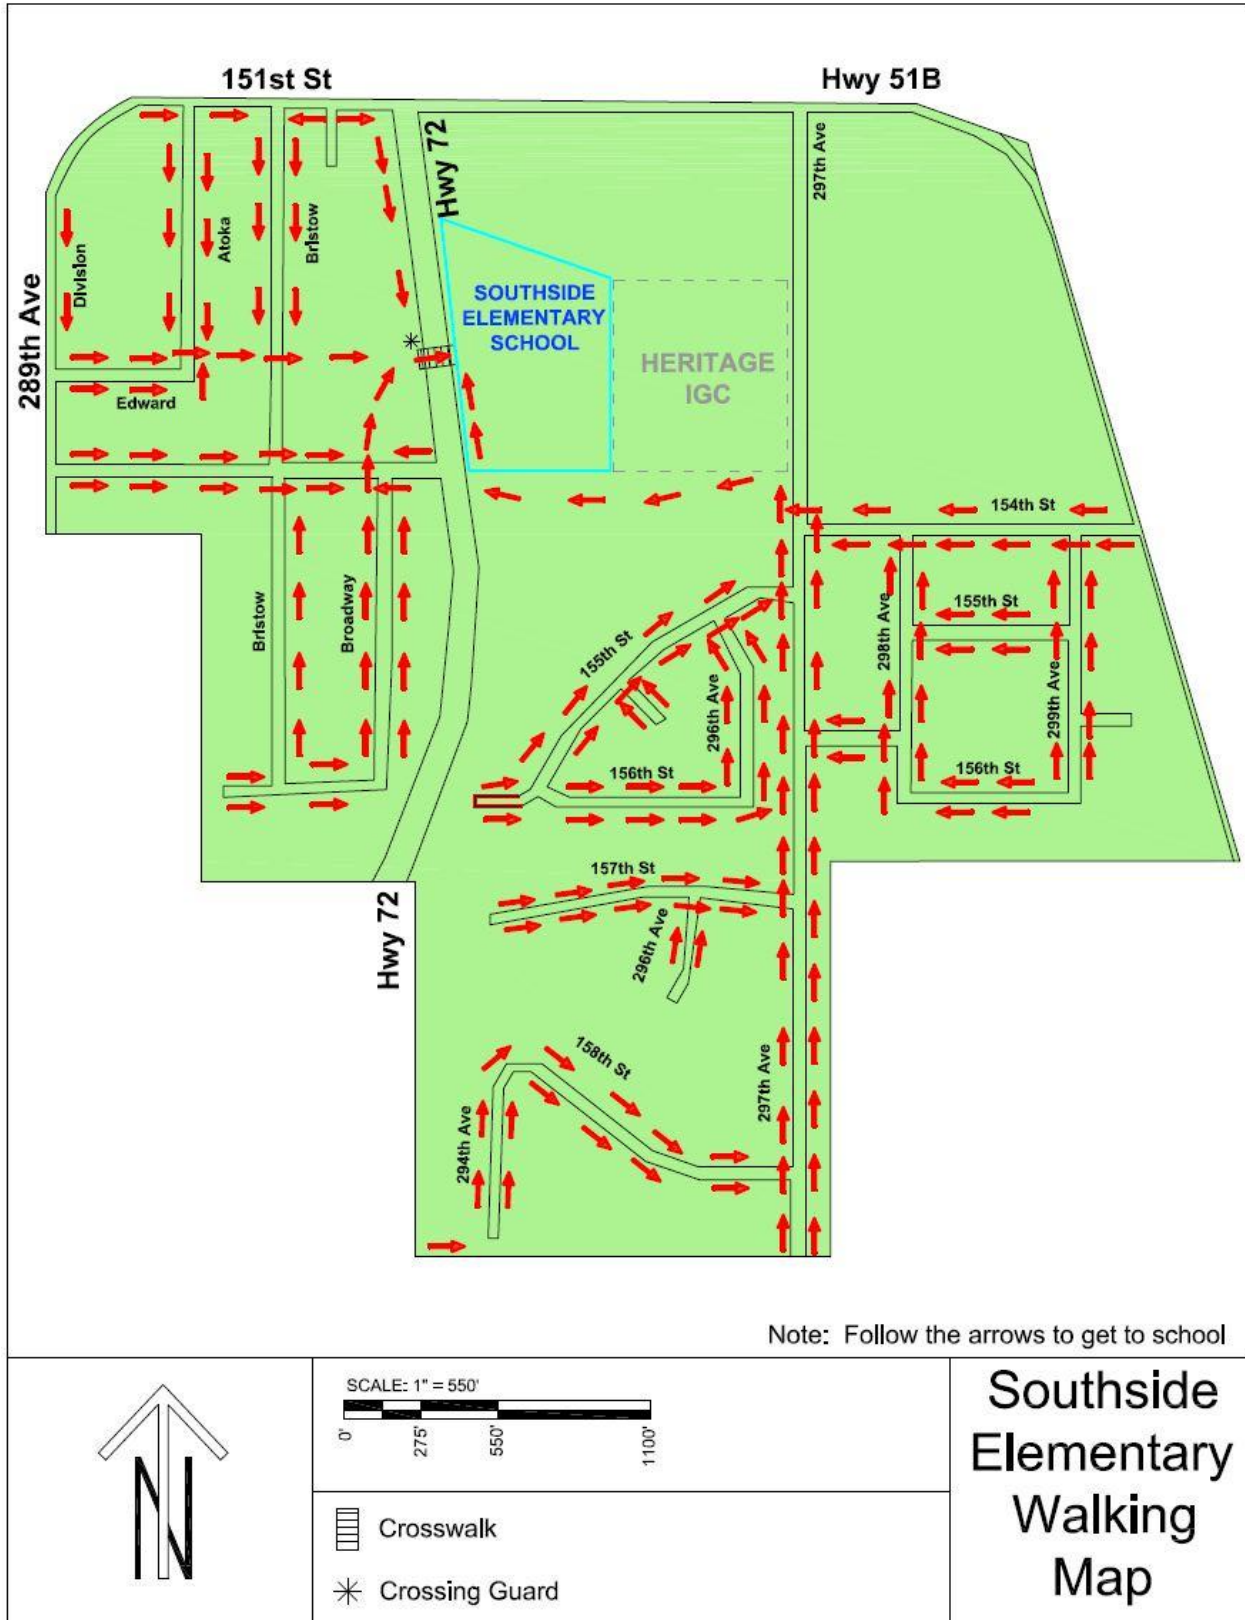 151st St
Hwy 51B
Hwy 72
297th Ave
289th Ave
Division
Atoka
Bristow
SOUTHSIDE
ELEMENTARY
SCHOOL
HERITAGE
IGC
Edward
154th St
155th St
298th Ave
299th Ave
156th St
Bristow
Broadway
155th St
296th Ave
156th St
157th St
296th Ave
Hwy 72
158th St
294th Ave
297th Ave
Note: Follow the arrows to get to school
N
SCALE: 1" = 550'
0'
275'
550'
1100'
Crosswalk
Crossing Guard
Southside
Elementary
Walking
Map